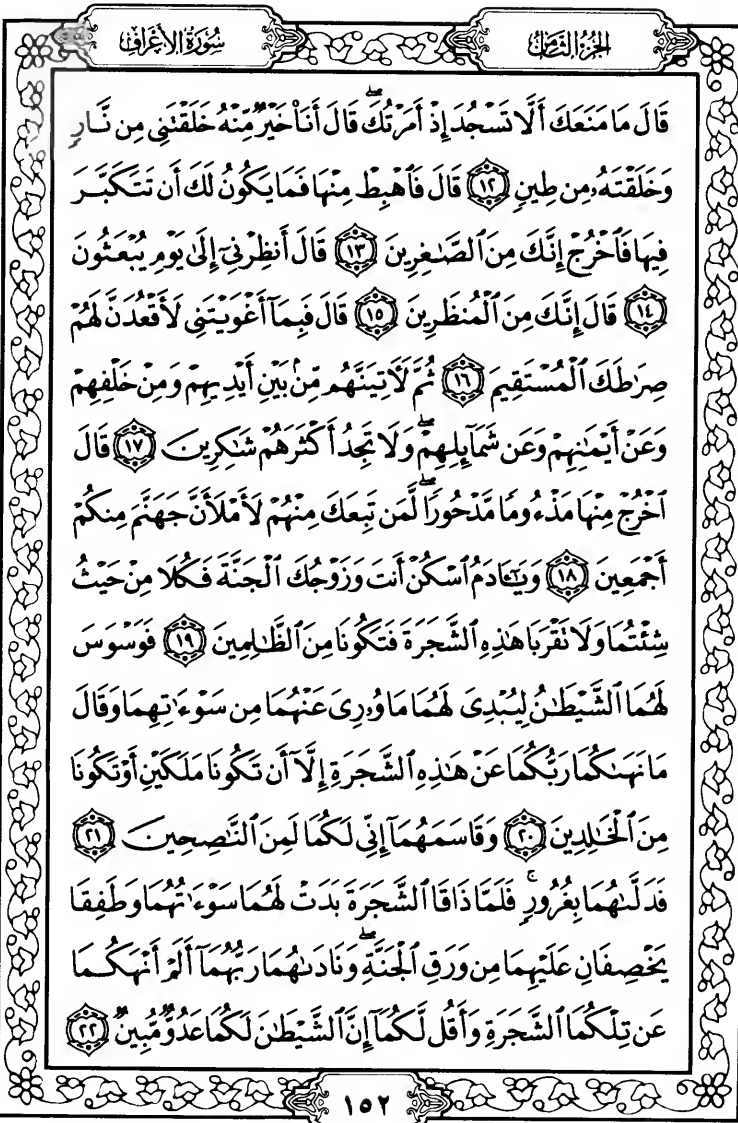 سُورَةُ الأَعْرَافِ
الجُزْءُ الثَّامِنُ
قَالَ مَا مَنَعَكَ أَلَّا تَسْجُدَ إِذْ أَمَرْتُكَ ۖ قَالَ أَنَا۠ خَيْرٌ مِّنْهُ خَلَقْتَنِى مِن نَّارٍ
وَخَلَقْتَهُۥ مِن طِينٍ ١٢ قَالَ فَٱهْبِطْ مِنْهَا فَمَا يَكُونُ لَكَ أَن تَتَكَبَّرَ
فِيهَا فَٱخْرُجْ إِنَّكَ مِنَ ٱلصَّـٰغِرِينَ ١٣ قَالَ أَنظِرْنِىٓ إِلَىٰ يَوْمِ يُبْعَثُونَ
١٤ قَالَ إِنَّكَ مِنَ ٱلْمُنظَرِينَ ١٥ قَالَ فَبِمَآ أَغْوَيْتَنِى لَأَقْعُدَنَّ لَهُمْ
صِرَٰطَكَ ٱلْمُسْتَقِيمَ ١٦ ثُمَّ لَـَٔاتِيَنَّهُم مِّنۢ بَيْنِ أَيْدِيهِمْ وَمِنْ خَلْفِهِمْ
وَعَنْ أَيْمَـٰنِهِمْ وَعَن شَمَآئِلِهِمْ ۖ وَلَا تَجِدُ أَكْثَرَهُمْ شَـٰكِرِينَ ١٧ قَالَ
ٱخْرُجْ مِنْهَا مَذْءُومًا مَّدْحُورًا ۖ لَّمَن تَبِعَكَ مِنْهُمْ لَأَمْلَأَنَّ جَهَنَّمَ مِنكُمْ
أَجْمَعِينَ ١٨ وَيَـٰٓـَٔادَمُ ٱسْكُنْ أَنتَ وَزَوْجُكَ ٱلْجَنَّةَ فَكُلَا مِنْ حَيْثُ
شِئْتُمَا وَلَا تَقْرَبَا هَـٰذِهِ ٱلشَّجَرَةَ فَتَكُونَا مِنَ ٱلظَّـٰلِمِينَ ١٩ فَوَسْوَسَ
لَهُمَا ٱلشَّيْطَـٰنُ لِيُبْدِىَ لَهُمَا مَا وُۥرِىَ عَنْهُمَا مِن سَوْءَٰتِهِمَا وَقَالَ
مَا نَهَىٰكُمَا رَبُّكُمَا عَنْ هَـٰذِهِ ٱلشَّجَرَةِ إِلَّآ أَن تَكُونَا مَلَكَيْنِ أَوْ تَكُونَا
مِنَ ٱلْخَـٰلِدِينَ ٢٠ وَقَاسَمَهُمَآ إِنِّى لَكُمَا لَمِنَ ٱلنَّـٰصِحِينَ ٢١
فَدَلَّىٰهُمَا بِغُرُورٍ ۚ فَلَمَّا ذَاقَا ٱلشَّجَرَةَ بَدَتْ لَهُمَا سَوْءَٰتُهُمَا وَطَفِقَا
يَخْصِفَانِ عَلَيْهِمَا مِن وَرَقِ ٱلْجَنَّةِ ۖ وَنَادَىٰهُمَا رَبُّهُمَآ أَلَمْ أَنْهَكُمَا
عَن تِلْكُمَا ٱلشَّجَرَةِ وَأَقُل لَّكُمَآ إِنَّ ٱلشَّيْطَـٰنَ لَكُمَا عَدُوٌّ مُّبِينٌ ٢٢
١٥٢